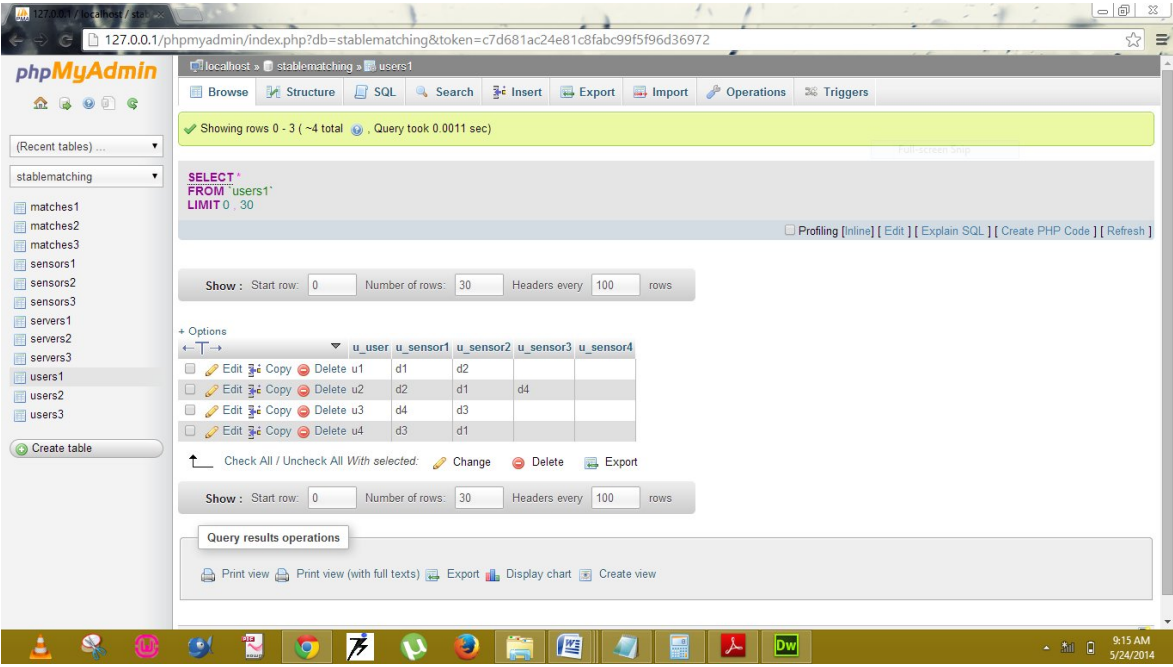 127.0.0.1 / localhost / stab
127.0.0.1/phpmyadmin/index.php?db=stablematching&token=c7d681ac24e81c8fabc99f5f96d36972
phpMyAdmin
(Recent tables) ...
stablematching
matches1
matches2
matches3
sensors1
sensors2
sensors3
servers1
servers2
servers3
users1
users2
users3
Create table
localhost » stablematching » users1
Browse Structure SQL Search Insert Export Import Operations Triggers
Showing rows 0 - 3 ( ~4 total , Query took 0.0011 sec)
Full-screen Snip
SELECT *
FROM `users1`
LIMIT 0 , 30
Profiling [Inline] [ Edit ] [ Explain SQL ] [ Create PHP Code ] [ Refresh ]
Show : Start row: 0 Number of rows: 30 Headers every 100 rows
+ Options
←T→ u_user u_sensor1 u_sensor2 u_sensor3 u_sensor4
Edit Copy Delete u1 d1 d2
Edit Copy Delete u2 d2 d1 d4
Edit Copy Delete u3 d4 d3
Edit Copy Delete u4 d3 d1
Check All / Uncheck All With selected: Change Delete Export
Show : Start row: 0 Number of rows: 30 Headers every 100 rows
Query results operations
Print view Print view (with full texts) Export Display chart Create view
Dw
9:15 AM
5/24/2014